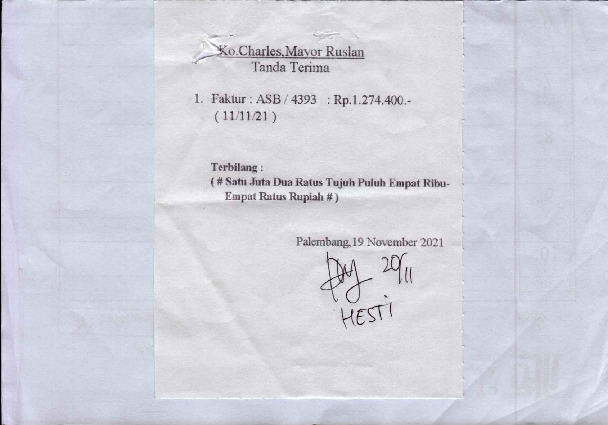 Ko.Charles,Mayor Ruslan
Tanda Terima
1. Faktur : ASB / 4393 : Rp.1.274.400.-
( 11/11/21 )
Terbilang :
( # Satu Juta Dua Ratus Tujuh Puluh Empat Ribu-
Empat Ratus Rupiah # )
Palembang,19 November 2021
20/11
HESTI